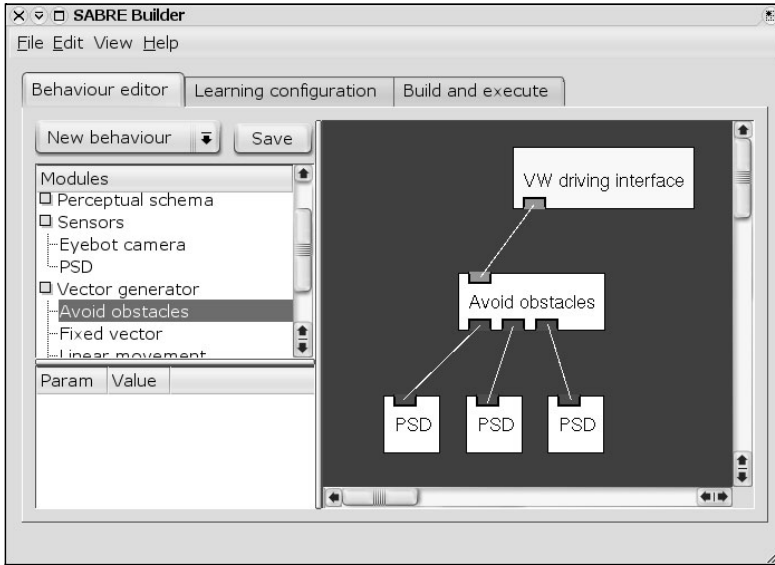 SABRE Builder
File Edit View Help
Behaviour editor
Learning configuration
Build and execute
New behaviour
Save
Modules
Perceptual schema
Sensors
Eyebot camera
PSD
Vector generator
Avoid obstacles
Fixed vector
Linear movement
Param Value
VW driving interface
Avoid obstacles
PSD PSD PSD